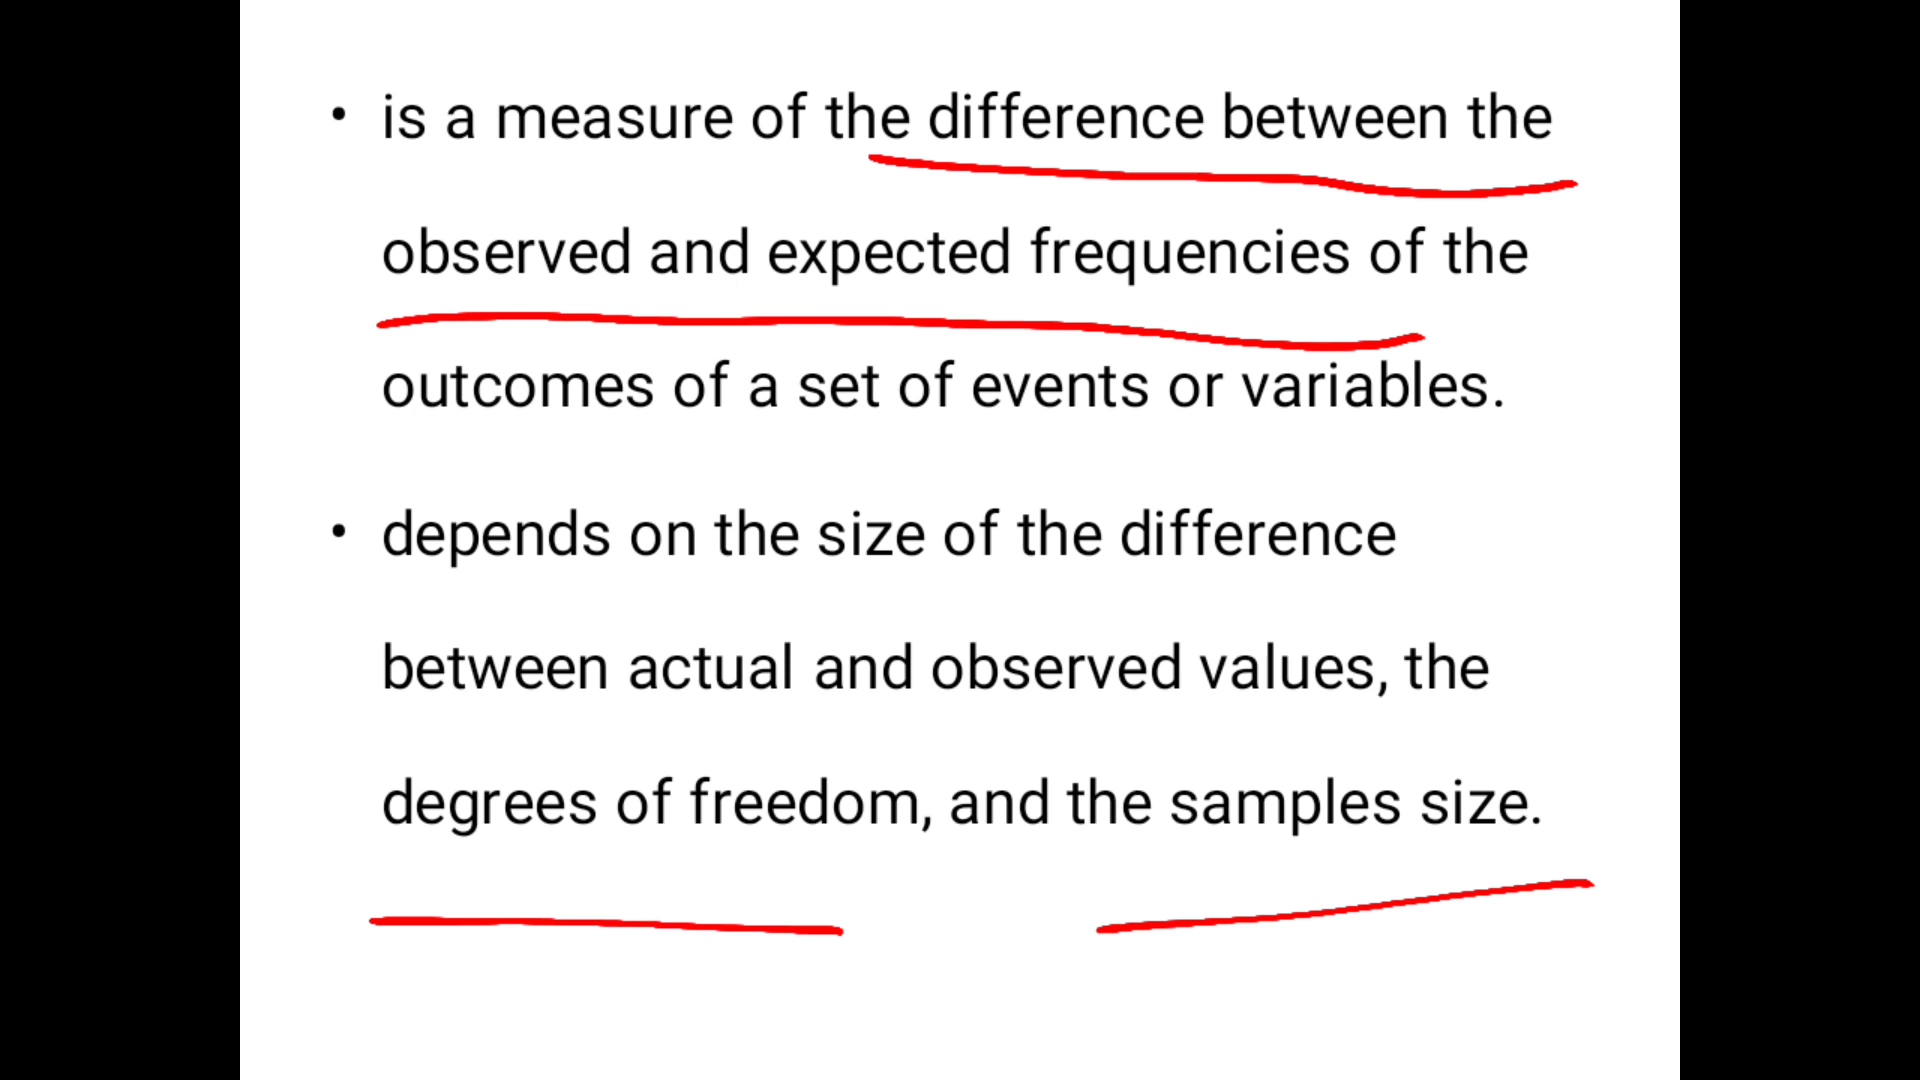 • is a measure of the difference between the
observed and expected frequencies of the
outcomes of a set of events or variables.
• depends on the size of the difference
between actual and observed values, the
degrees of freedom, and the samples size.